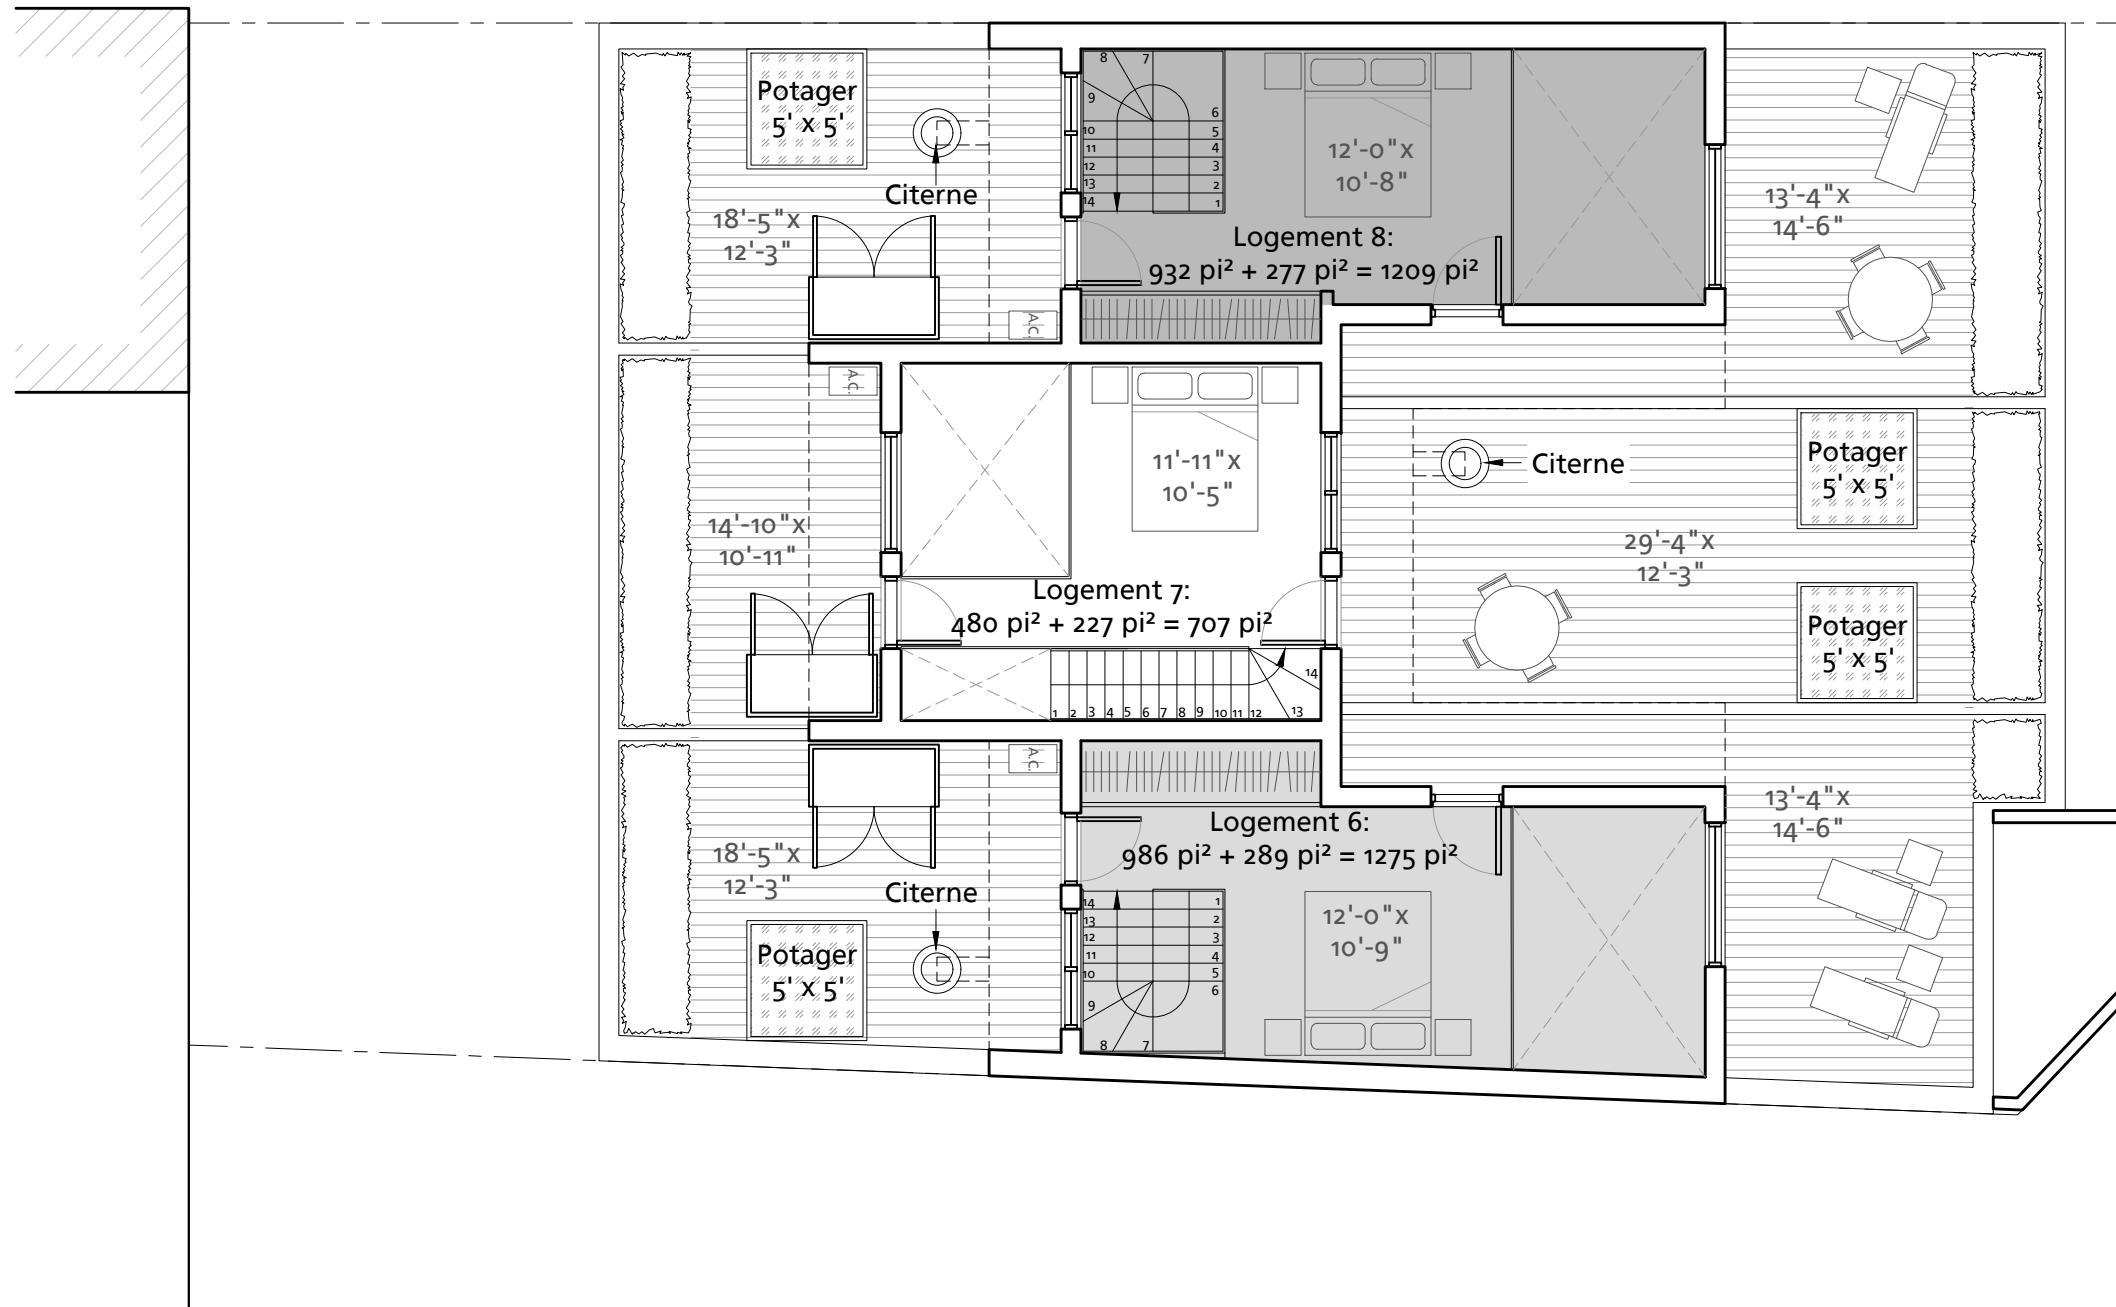 Potager
5' x 5'
Citerne
18'-5"x
12'-3"
A.C.
8
7
9
6
10
5
11
4
12
3
13
2
14
1
12'-0"x
10'-8"
Logement 8:
932 pi² + 277 pi² = 1209 pi²
13'-4"x
14'-6"
A.C.
14'-10"x
10'-11"
11'-11"x
10'-5"
Logement 7:
480 pi² + 227 pi² = 707 pi²
1 2 3 4 5 6 7 8 9 10 11 12 13 14
Citerne
Potager
5' x 5'
29'-4"x
12'-3"
Potager
5' x 5'
A.C.
18'-5"x
12'-3"
Citerne
Potager
5' x 5'
Logement 6:
986 pi² + 289 pi² = 1275 pi²
14
1
13
2
12
3
11
4
10
5
9
6
8
7
12'-0"x
10'-9"
13'-4"x
14'-6"